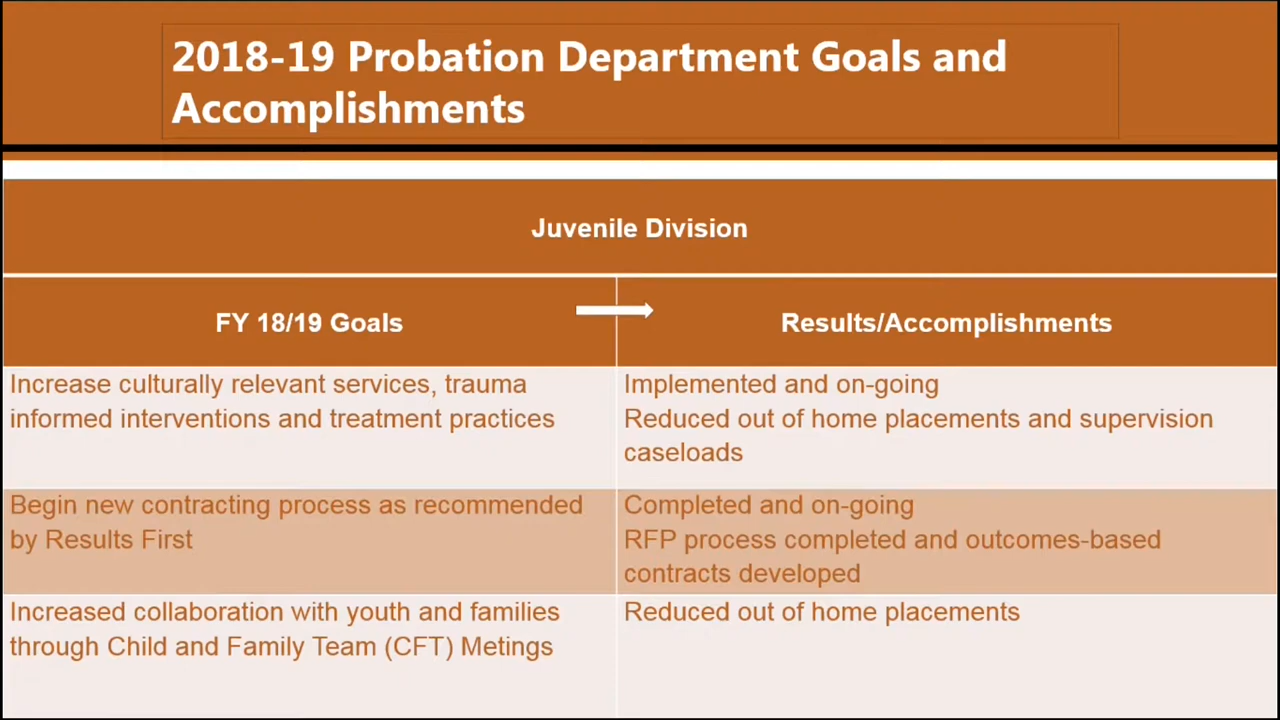 2018-19 Probation Department Goals and
Accomplishments
Juvenile Division
FY 18/19 Goals
Results/Accomplishments
Increase culturally relevant services, trauma
informed interventions and treatment practices
Implemented and on-going
Reduced out of home placements and supervision
caseloads
Begin new contracting process as recommended
by Results First
Completed and on-going
RFP process completed and outcomes-based
contracts developed
Increased collaboration with youth and families
through Child and Family Team (CFT) Metings
Reduced out of home placements